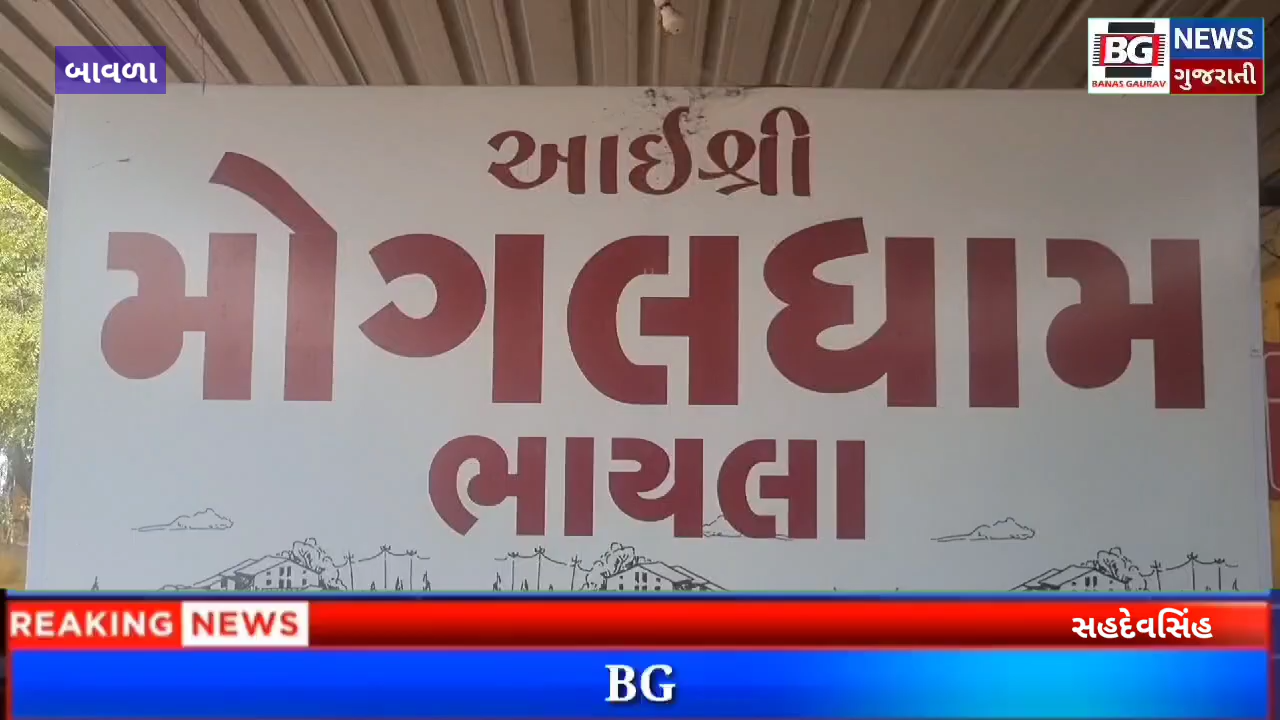 બાવળા
BG NEWS
BANAS GAURAV ગુજરાતી
આઈશ્રી
મોગલધામ
ભાયલા
REAKING NEWS
સહદેવસિંહ
BG